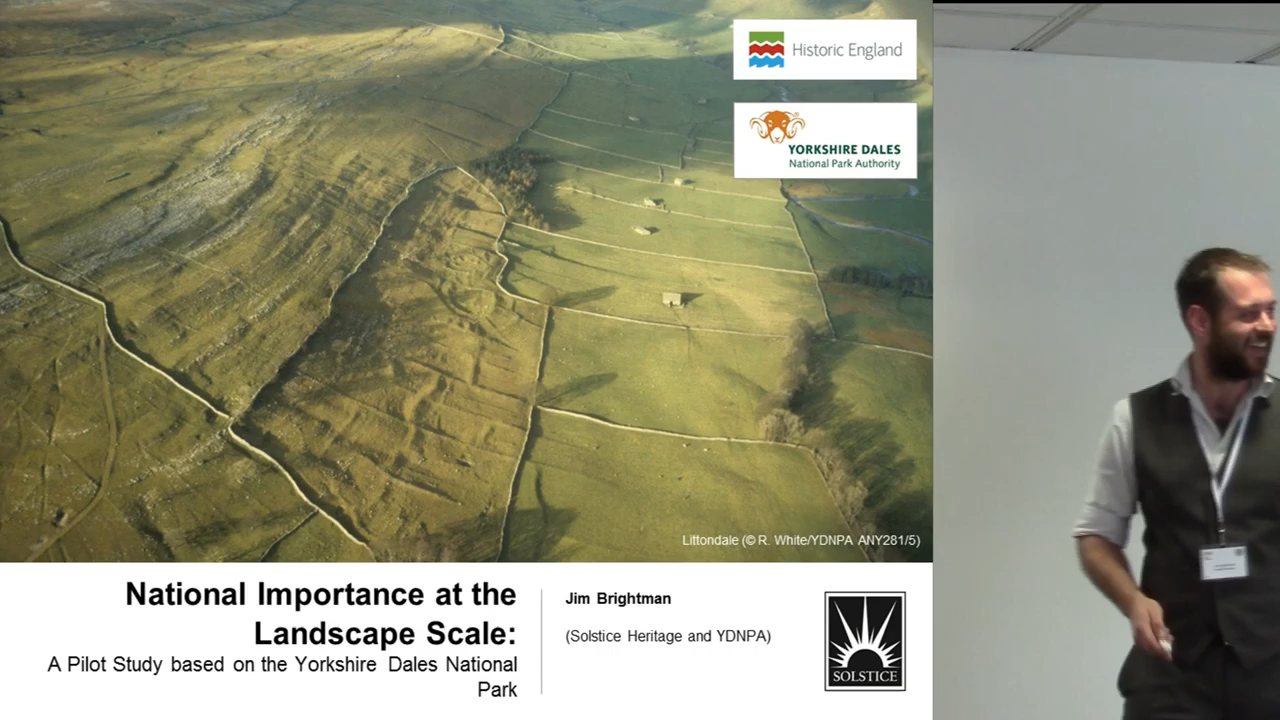 Historic England
YORKSHIRE DALES
National Park Authority
Littondale (© R. White/YDNPA ANY281/5)
National Importance at the
Landscape Scale:
A Pilot Study based on the Yorkshire Dales National
Park
Jim Brightman
(Solstice Heritage and YDNPA)
SOLSTICE